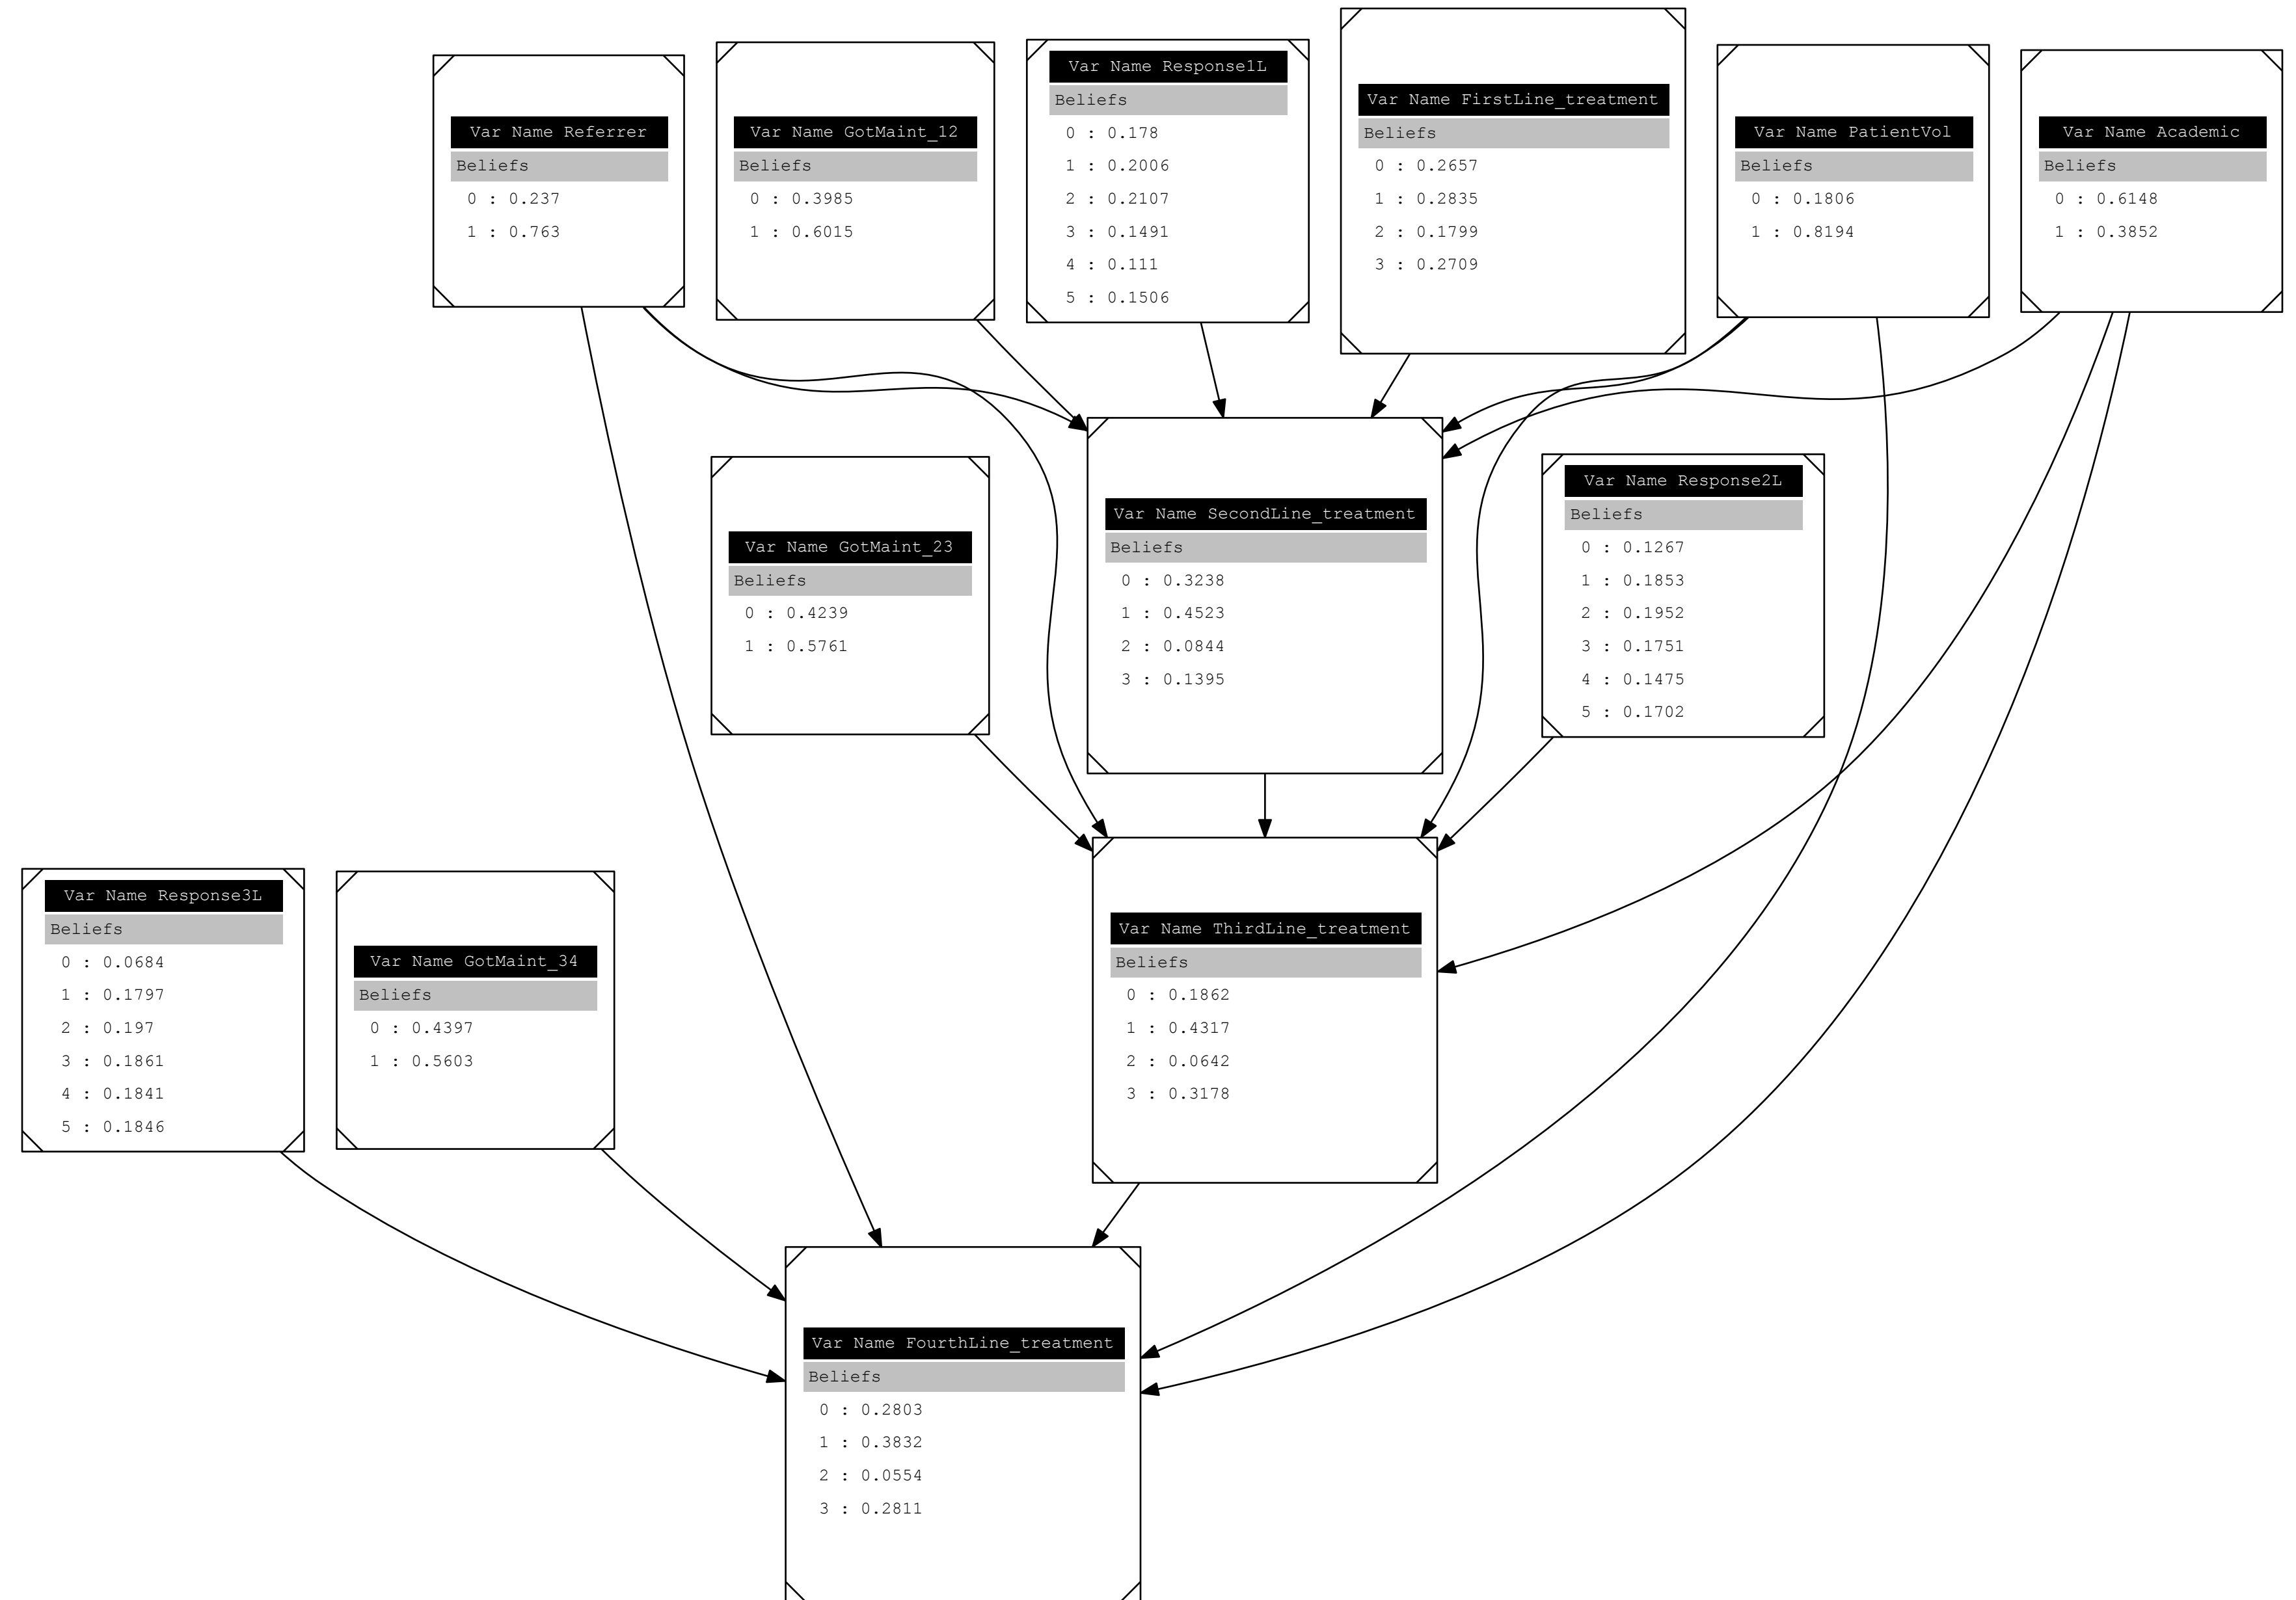 Var Name Referrer
Beliefs
0 : 0.237
1 : 0.763
Var Name GotMaint_12
Beliefs
0 : 0.3985
1 : 0.6015
Var Name Response1L
Beliefs
0 : 0.178
1 : 0.2006
2 : 0.2107
3 : 0.1491
4 : 0.111
5 : 0.1506
Var Name FirstLine_treatment
Beliefs
0 : 0.2657
1 : 0.2835
2 : 0.1799
3 : 0.2709
Var Name PatientVol
Beliefs
0 : 0.1806
1 : 0.8194
Var Name Academic
Beliefs
0 : 0.6148
1 : 0.3852
Var Name GotMaint_23
Beliefs
0 : 0.4239
1 : 0.5761
Var Name SecondLine_treatment
Beliefs
0 : 0.3238
1 : 0.4523
2 : 0.0844
3 : 0.1395
Var Name Response2L
Beliefs
0 : 0.1267
1 : 0.1853
2 : 0.1952
3 : 0.1751
4 : 0.1475
5 : 0.1702
Var Name Response3L
Beliefs
0 : 0.0684
1 : 0.1797
2 : 0.197
3 : 0.1861
4 : 0.1841
5 : 0.1846
Var Name GotMaint_34
Beliefs
0 : 0.4397
1 : 0.5603
Var Name ThirdLine_treatment
Beliefs
0 : 0.1862
1 : 0.4317
2 : 0.0642
3 : 0.3178
Var Name FourthLine_treatment
Beliefs
0 : 0.2803
1 : 0.3832
2 : 0.0554
3 : 0.2811